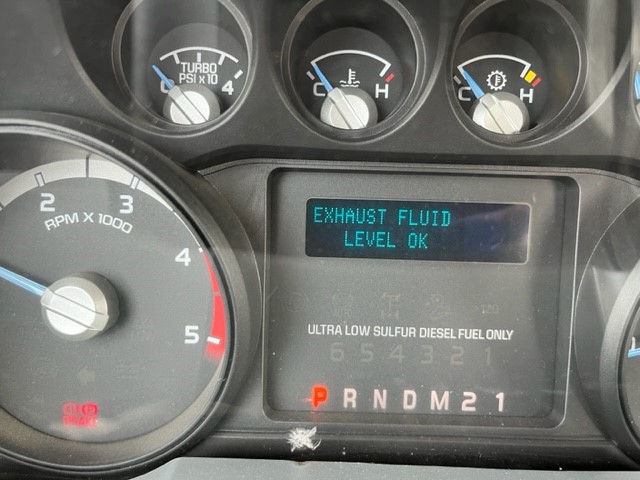 TURBO
PSI X 10
0 4
C H
C H
EXHAUST FLUID
LEVEL OK
2 3 4 5
RPM X 1000
ULTRA LOW SULFUR DIESEL FUEL ONLY
6 5 4 3 2 1
P R N D M 2 1